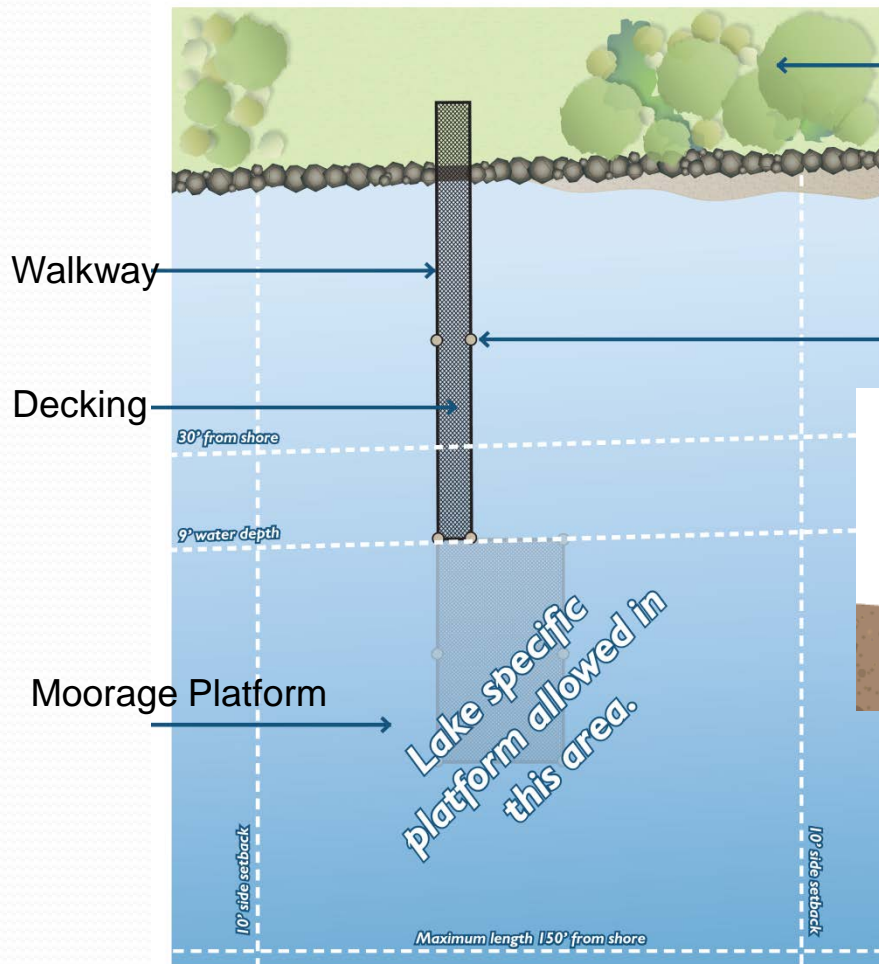 Walkway
Decking
30' from shore
9' water depth
Moorage Platform
Lake specific
platform allowed in
this area.
10' side setback
10' side setback
Maximum length 150' from shore